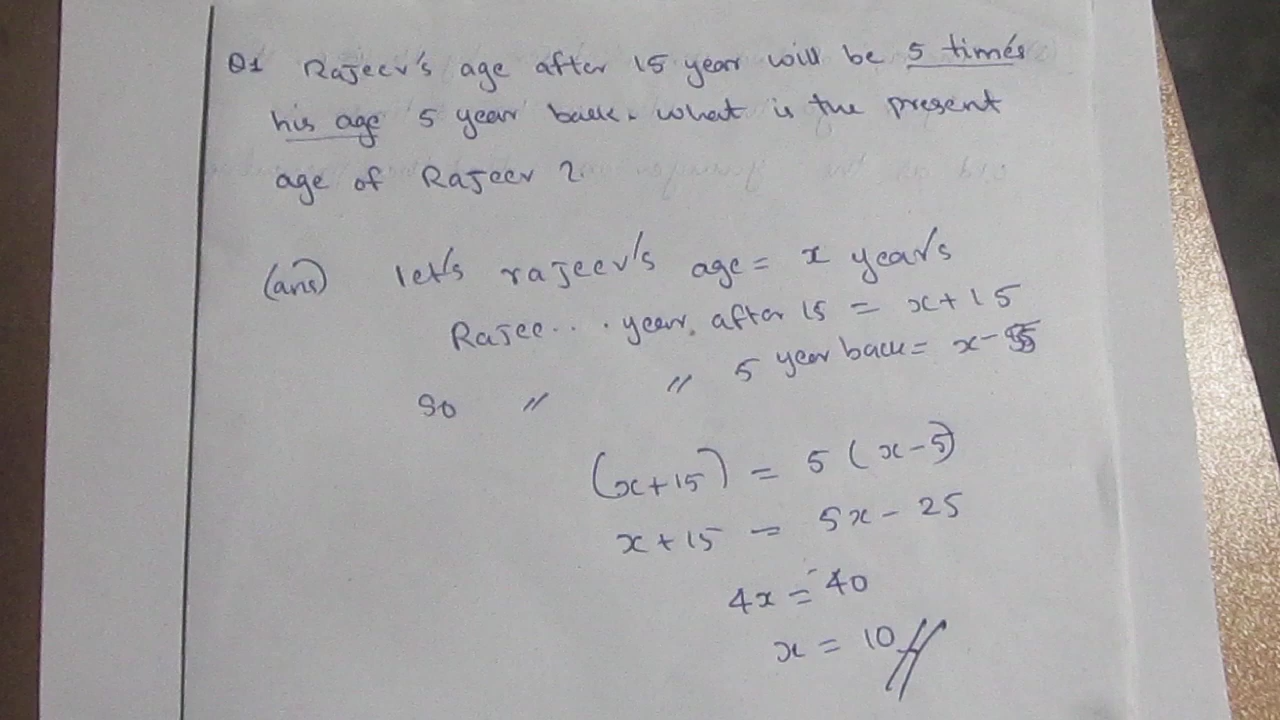 Q1 Rajeev's age after 15 year will be 5 times
his age 5 year back. what is the present
age of Rajeev ?
(ans) let's rajeev's age = x year's
Rajee... year. after 15 = x+15
So " " 5 year back = x-5
(x+15) = 5(x-5)
x+15 = 5x-25
4x = 40
x = 10//